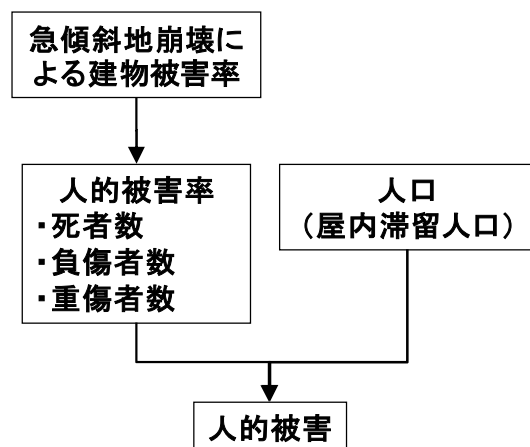 急傾斜地崩壊に
よる建物被害率
人的被害率
・死者数
・負傷者数
・重傷者数
人口
（屋内滞留人口）
人的被害